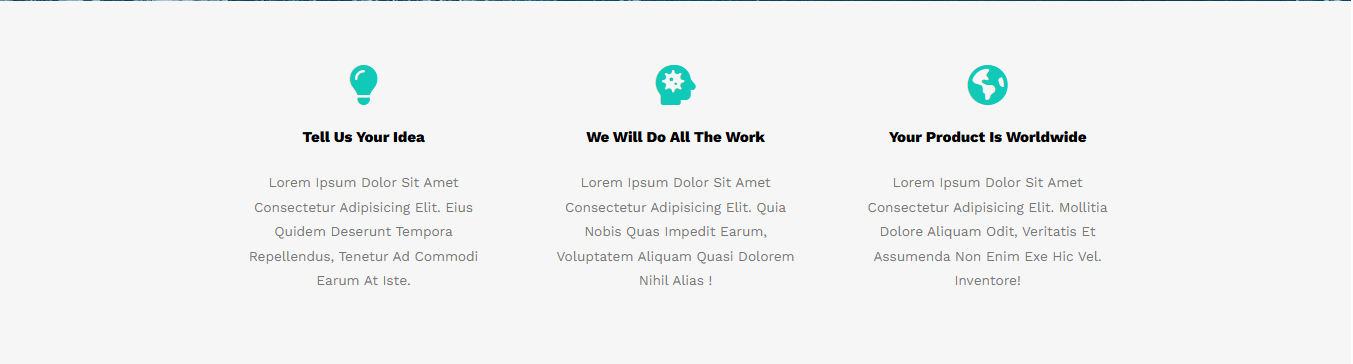 Tell Us Your Idea
Lorem Ipsum Dolor Sit Amet
Consectetur Adipisicing Elit. Eius
Quidem Deserunt Tempora
Repellendus, Tenetur Ad Commodi
Earum At Iste.
We Will Do All The Work
Lorem Ipsum Dolor Sit Amet
Consectetur Adipisicing Elit. Quia
Nobis Quas Impedit Earum,
Voluptatem Aliquam Quasi Dolorem
Nihil Alias !
Your Product Is Worldwide
Lorem Ipsum Dolor Sit Amet
Consectetur Adipisicing Elit. Mollitia
Dolore Aliquam Odit, Veritatis Et
Assumenda Non Enim Exe Hic Vel.
Inventore!